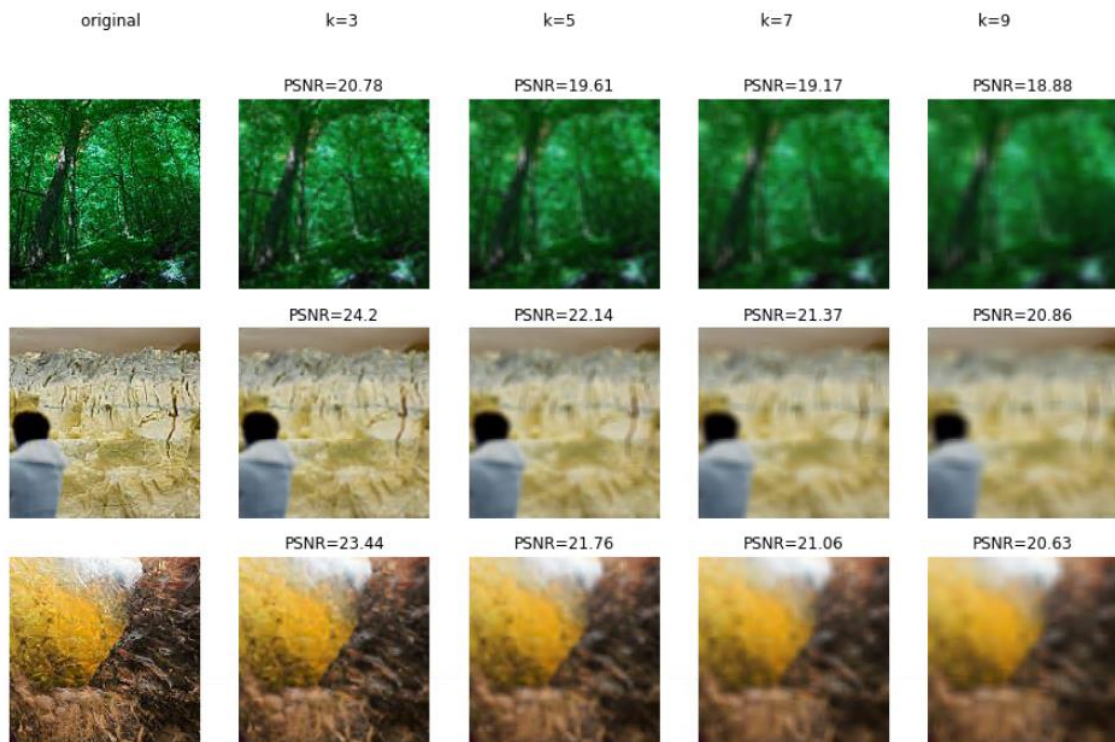 original k=3 k=5 k=7 k=9
PSNR=20.78 PSNR=19.61 PSNR=19.17 PSNR=18.88
PSNR=24.2 PSNR=22.14 PSNR=21.37 PSNR=20.86
PSNR=23.44 PSNR=21.76 PSNR=21.06 PSNR=20.63